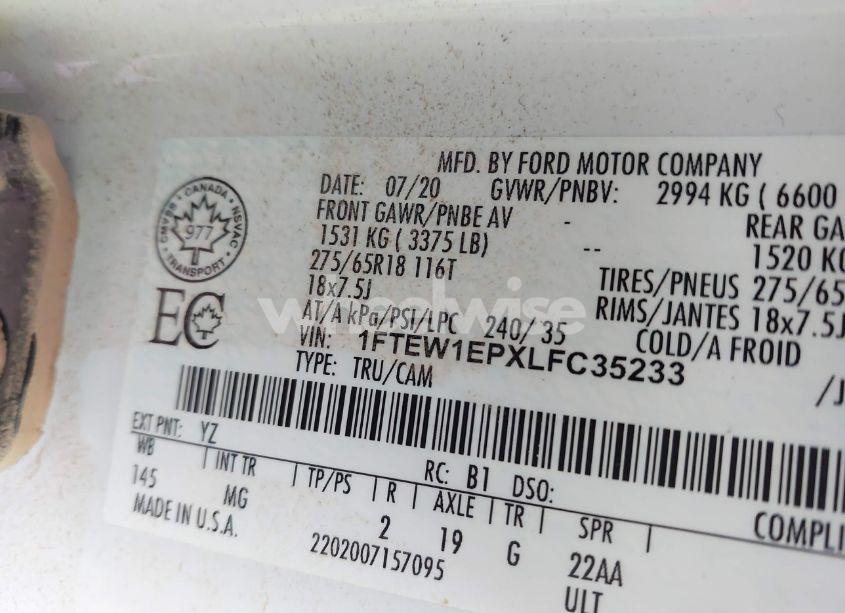 MFD. BY FORD MOTOR COMPANY
DATE: 07/20 GVWR/PNBV: 2994 KG ( 6600
FRONT GAWR/PNBE AV - REAR GA
1531 KG ( 3375 LB) -- 1520 KG
275/65R18 116T TIRES/PNEUS 275/65
18x7.5J RIMS/JANTES 18x7.5J
AT/A kPa/PSI/LPC 240/ 35 COLD/A FROID
VIN: 1FTEW1EPXLFC35233
TYPE: TRU/CAM /J
CANADA
CMVSS NSVAC
977
TRANSPORT
EC
wheelwise
EXT PNT: YZ RC: B1 DSO:
WB INT TR TP/PS R AXLE TR SPR COMPLI
145 MG 2 19 G 22AA
MADE IN U.S.A. 2202007157095 ULT